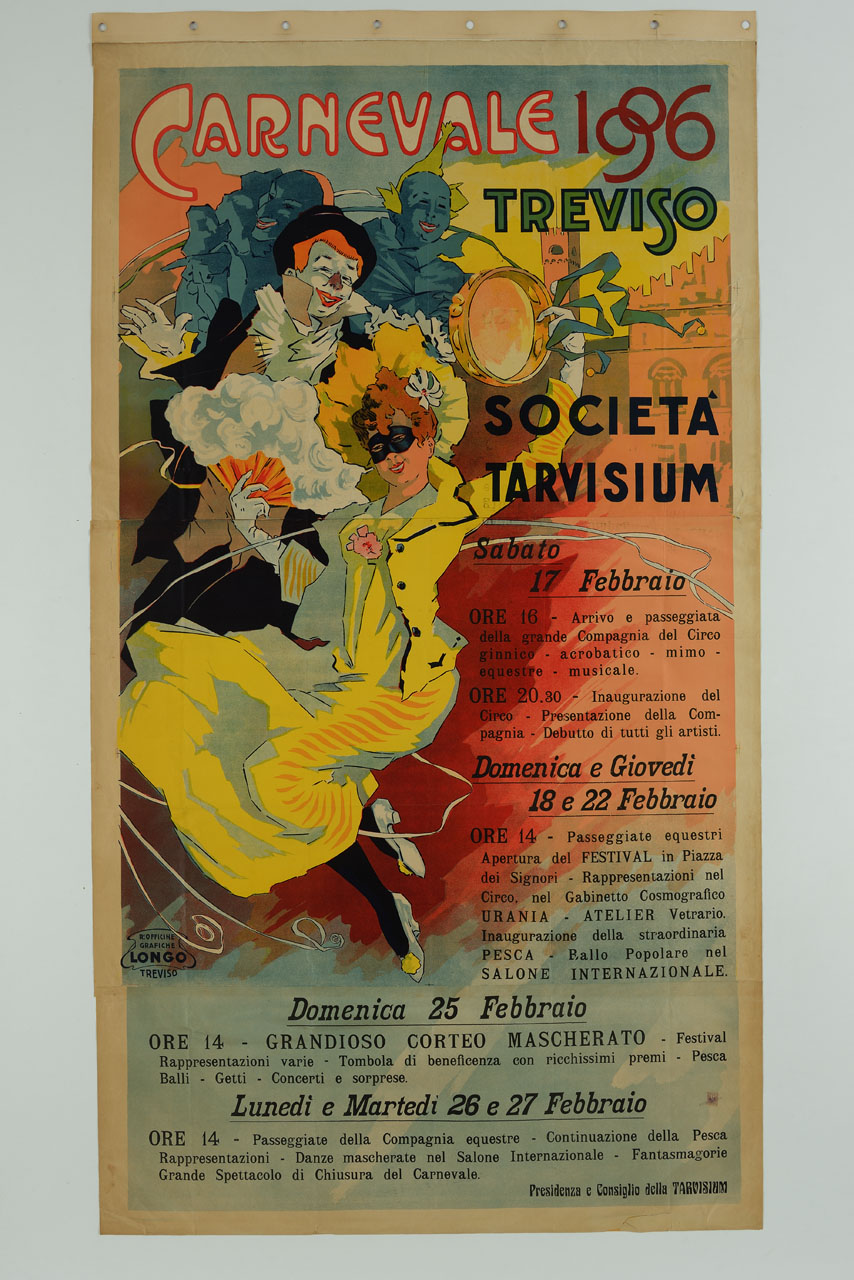 CARNEVALE 1906
TREVISO
SOCIETÀ
TARVISIUM
Sabato
17 Febbraio
ORE 16 - Arrivo e passeggiata
della grande Compagnia del Circo
ginnico - acrobatico - mimo -
equestre - musicale.
ORE 20.30 - Inaugurazione del
Circo - Presentazione della Com-
pagnia - Debutto di tutti gli artisti.
Domenica e Giovedì
18 e 22 Febbraio
ORE 14 - Passeggiate equestri
Apertura del FESTIVAL in Piazza
dei Signori - Rappresentazioni nel
Circo, nel Gabinetto Cosmografico
URANIA - ATELIER Vetrario.
Inaugurazione della straordinaria
PESCA - Ballo Popolare nel
SALONE INTERNAZIONALE.
R. OFFICINE
GRAFICHE
LONGO
TREVISO
Domenica 25 Febbraio
ORE 14 - GRANDIOSO CORTEO MASCHERATO - Festival
Rappresentazioni varie - Tombola di beneficenza con ricchissimi premi - Pesca
Balli - Getti - Concerti e sorprese.
Lunedì e Martedì 26 e 27 Febbraio
ORE 14 - Passeggiate della Compagnia equestre - Continuazione della Pesca
Rappresentazioni - Danze mascherate nel Salone Internazionale - Fantasmagorie
Grande Spettacolo di Chiusura del Carnevale.
Presidenza e Consiglio della TARVISIUM